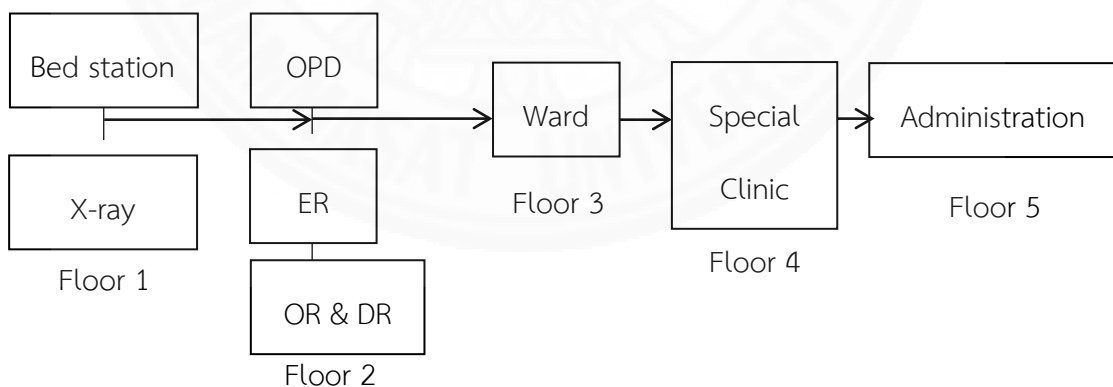 Bed station
X-ray
Floor 1
OPD
ER
OR & DR
Floor 2
Ward
Floor 3
Special
Clinic
Floor 4
Administration
Floor 5